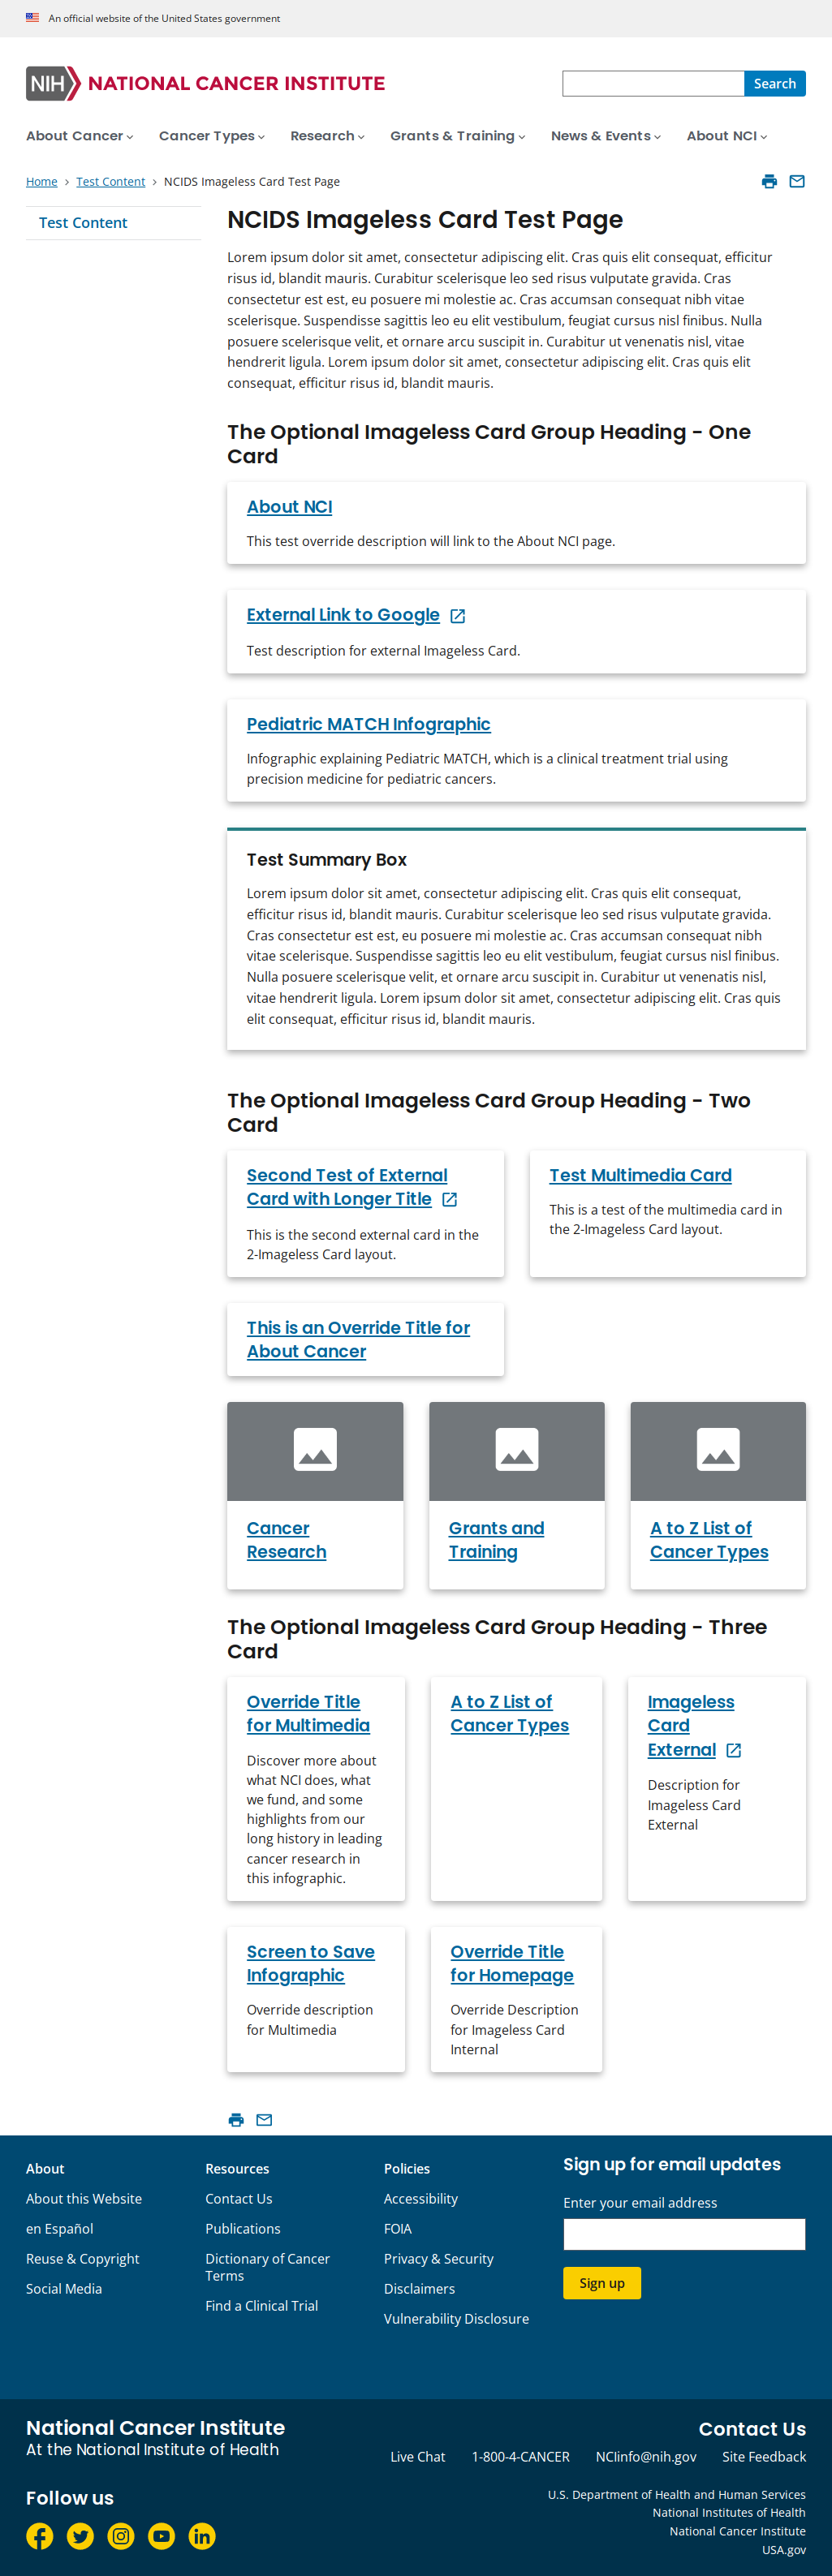 An official website of the United States government
NIH NATIONAL CANCER INSTITUTE
Search
About Cancer
Cancer Types
Research
Grants & Training
News & Events
About NCI
Home > Test Content > NCIDS Imageless Card Test Page
Test Content
NCIDS Imageless Card Test Page
Lorem ipsum dolor sit amet, consectetur adipiscing elit. Cras quis elit consequat, efficitur
risus id, blandit mauris. Curabitur scelerisque leo sed risus vulputate gravida. Cras
consectetur est est, eu posuere mi molestie ac. Cras accumsan consequat nibh vitae
scelerisque. Suspendisse sagittis leo eu elit vestibulum, feugiat cursus nisl finibus. Nulla
posuere scelerisque velit, et ornare arcu suscipit in. Curabitur ut venenatis nisl, vitae
hendrerit ligula. Lorem ipsum dolor sit amet, consectetur adipiscing elit. Cras quis elit
consequat, efficitur risus id, blandit mauris.
The Optional Imageless Card Group Heading - One
Card
About NCI
This test override description will link to the About NCI page.
External Link to Google
Test description for external Imageless Card.
Pediatric MATCH Infographic
Infographic explaining Pediatric MATCH, which is a clinical treatment trial using
precision medicine for pediatric cancers.
Test Summary Box
Lorem ipsum dolor sit amet, consectetur adipiscing elit. Cras quis elit consequat,
efficitur risus id, blandit mauris. Curabitur scelerisque leo sed risus vulputate gravida.
Cras consectetur est est, eu posuere mi molestie ac. Cras accumsan consequat nibh
vitae scelerisque. Suspendisse sagittis leo eu elit vestibulum, feugiat cursus nisl finibus.
Nulla posuere scelerisque velit, et ornare arcu suscipit in. Curabitur ut venenatis nisl,
vitae hendrerit ligula. Lorem ipsum dolor sit amet, consectetur adipiscing elit. Cras quis
elit consequat, efficitur risus id, blandit mauris.
The Optional Imageless Card Group Heading - Two
Card
Second Test of External
Card with Longer Title
This is the second external card in the
2-Imageless Card layout.
Test Multimedia Card
This is a test of the multimedia card in
the 2-Imageless Card layout.
This is an Override Title for
About Cancer
Cancer
Research
Grants and
Training
A to Z List of
Cancer Types
The Optional Imageless Card Group Heading - Three
Card
Override Title
for Multimedia
Discover more about
what NCI does, what
we fund, and some
highlights from our
long history in leading
cancer research in
this infographic.
A to Z List of
Cancer Types
Imageless
Card
External
Description for
Imageless Card
External
Screen to Save
Infographic
Override description
for Multimedia
Override Title
for Homepage
Override Description
for Imageless Card
Internal
About
About this Website
en Español
Reuse & Copyright
Social Media
Resources
Contact Us
Publications
Dictionary of Cancer
Terms
Find a Clinical Trial
Policies
Accessibility
FOIA
Privacy & Security
Disclaimers
Vulnerability Disclosure
Sign up for email updates
Enter your email address
Sign up
National Cancer Institute
At the National Institute of Health
Contact Us
Live Chat
1-800-4-CANCER
NCIinfo@nih.gov
Site Feedback
Follow us
U.S. Department of Health and Human Services
National Institutes of Health
National Cancer Institute
USA.gov